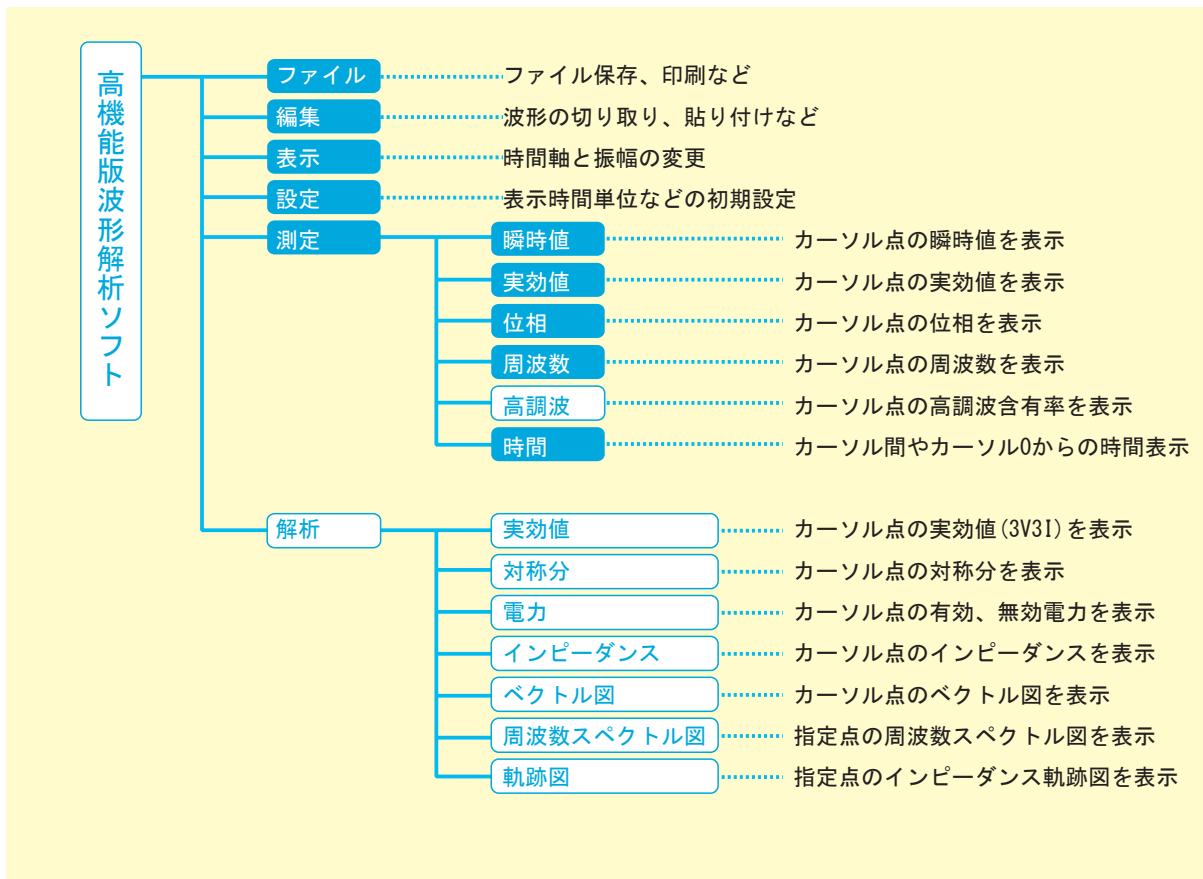 高機能版波形解析ソフト
ファイル ファイル保存、印刷など
編集 波形の切り取り、貼り付けなど
表示 時間軸と振幅の変更
設定 表示時間単位などの初期設定
測定
瞬時値 カーソル点の瞬時値を表示
実効値 カーソル点の実効値を表示
位相 カーソル点の位相を表示
周波数 カーソル点の周波数を表示
高調波 カーソル点の高調波含有率を表示
時間 カーソル間やカーソル0からの時間表示
解析
実効値 カーソル点の実効値(3V3I)を表示
対称分 カーソル点の対称分を表示
電力 カーソル点の有効、無効電力を表示
インピーダンス カーソル点のインピーダンスを表示
ベクトル図 カーソル点のベクトル図を表示
周波数スペクトル図 指定点の周波数スペクトル図を表示
軌跡図 指定点のインピーダンス軌跡図を表示